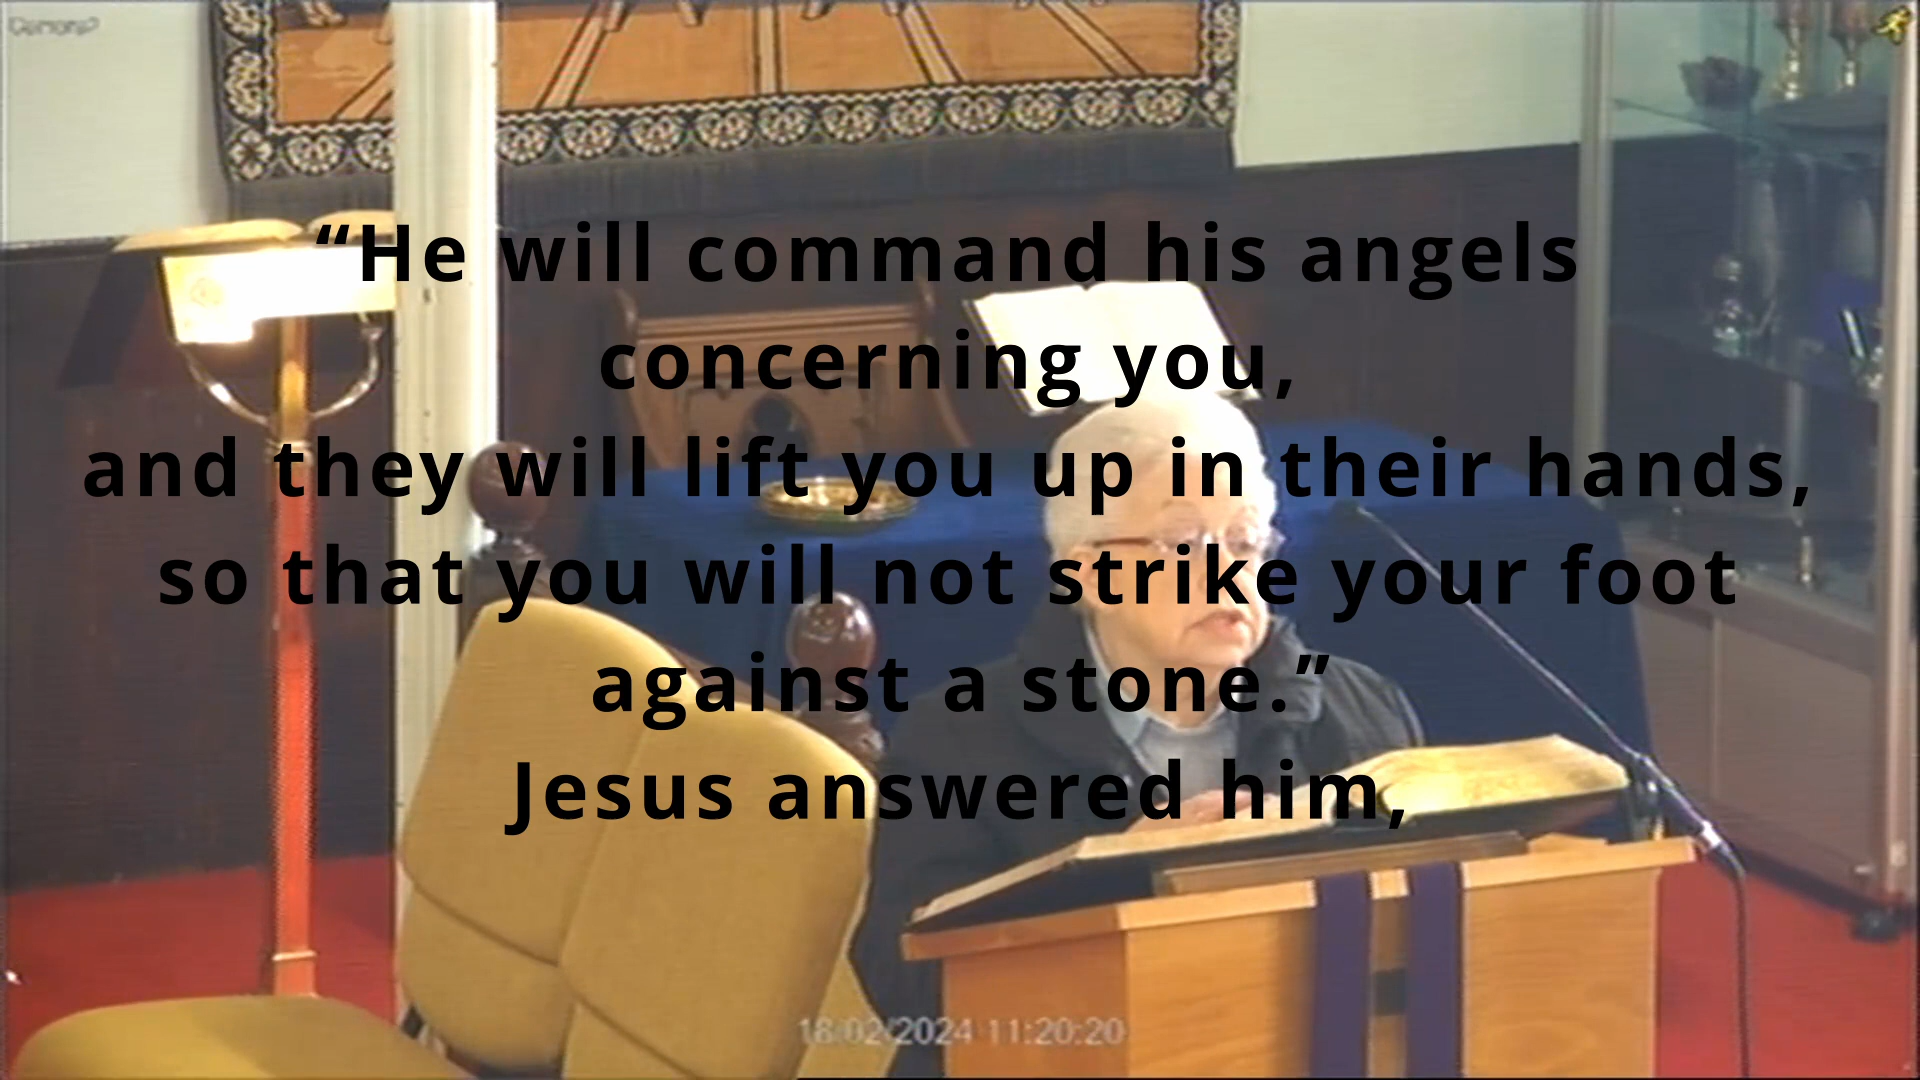 “He will command his angels
concerning you,
and they will lift you up in their hands,
so that you will not strike your foot
against a stone.”
Jesus answered him,
18/02/2024 11:20:20